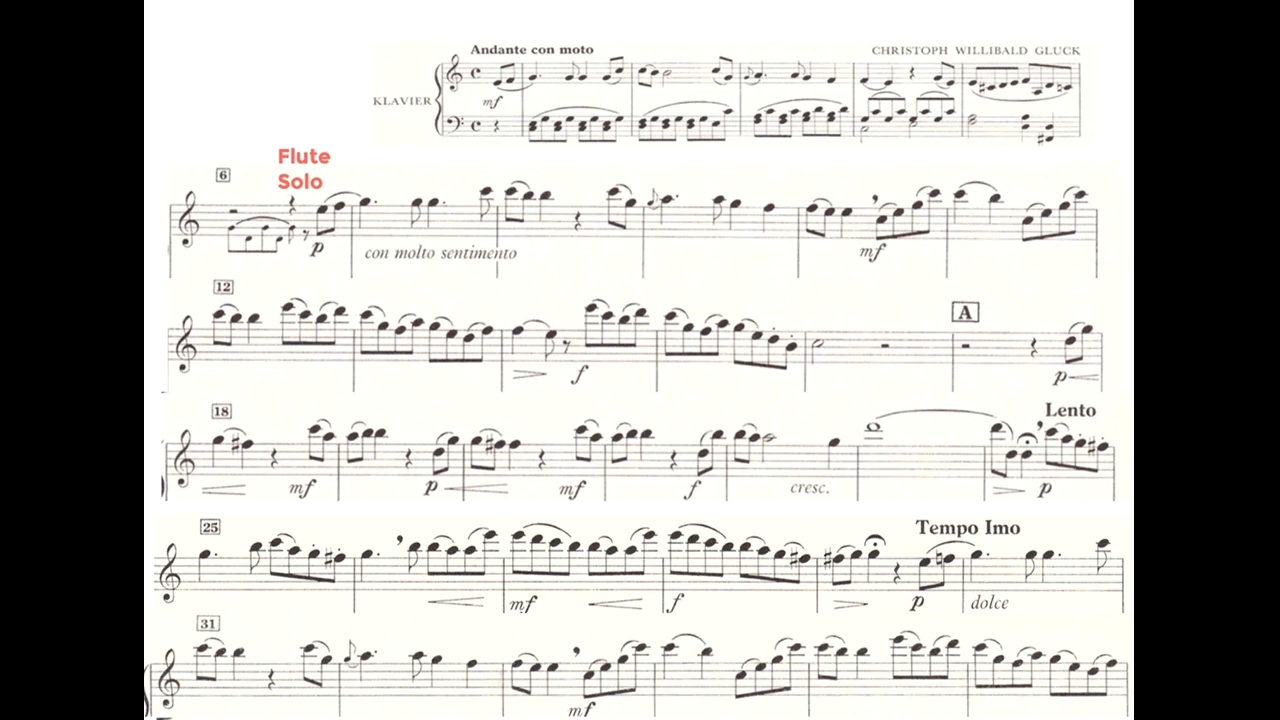 Andante con moto
CHRISTOPH WILLIBALD GLUCK
KLAVIER
mf
Flute
Solo
6
p
con molto sentimento
mf
12
A
f
p
18
Lento
mf
p
mf
f
cresc.
p
25
Tempo Imo
mf
f
p
dolce
31
mf